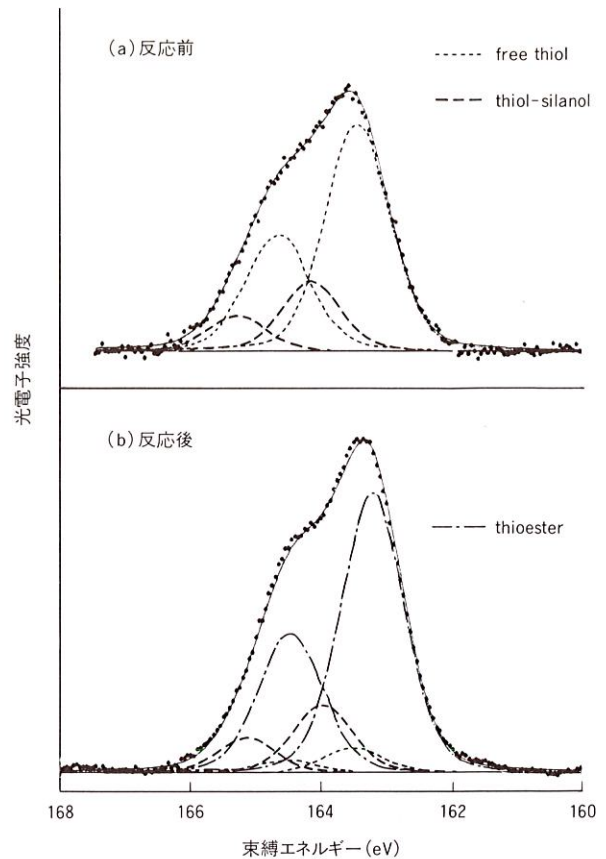 (a) 反応前
free thiol
thiol-silanol
光電子強度
(b) 反応後
thioester
168 166 164 162 160
束縛エネルギー(eV)